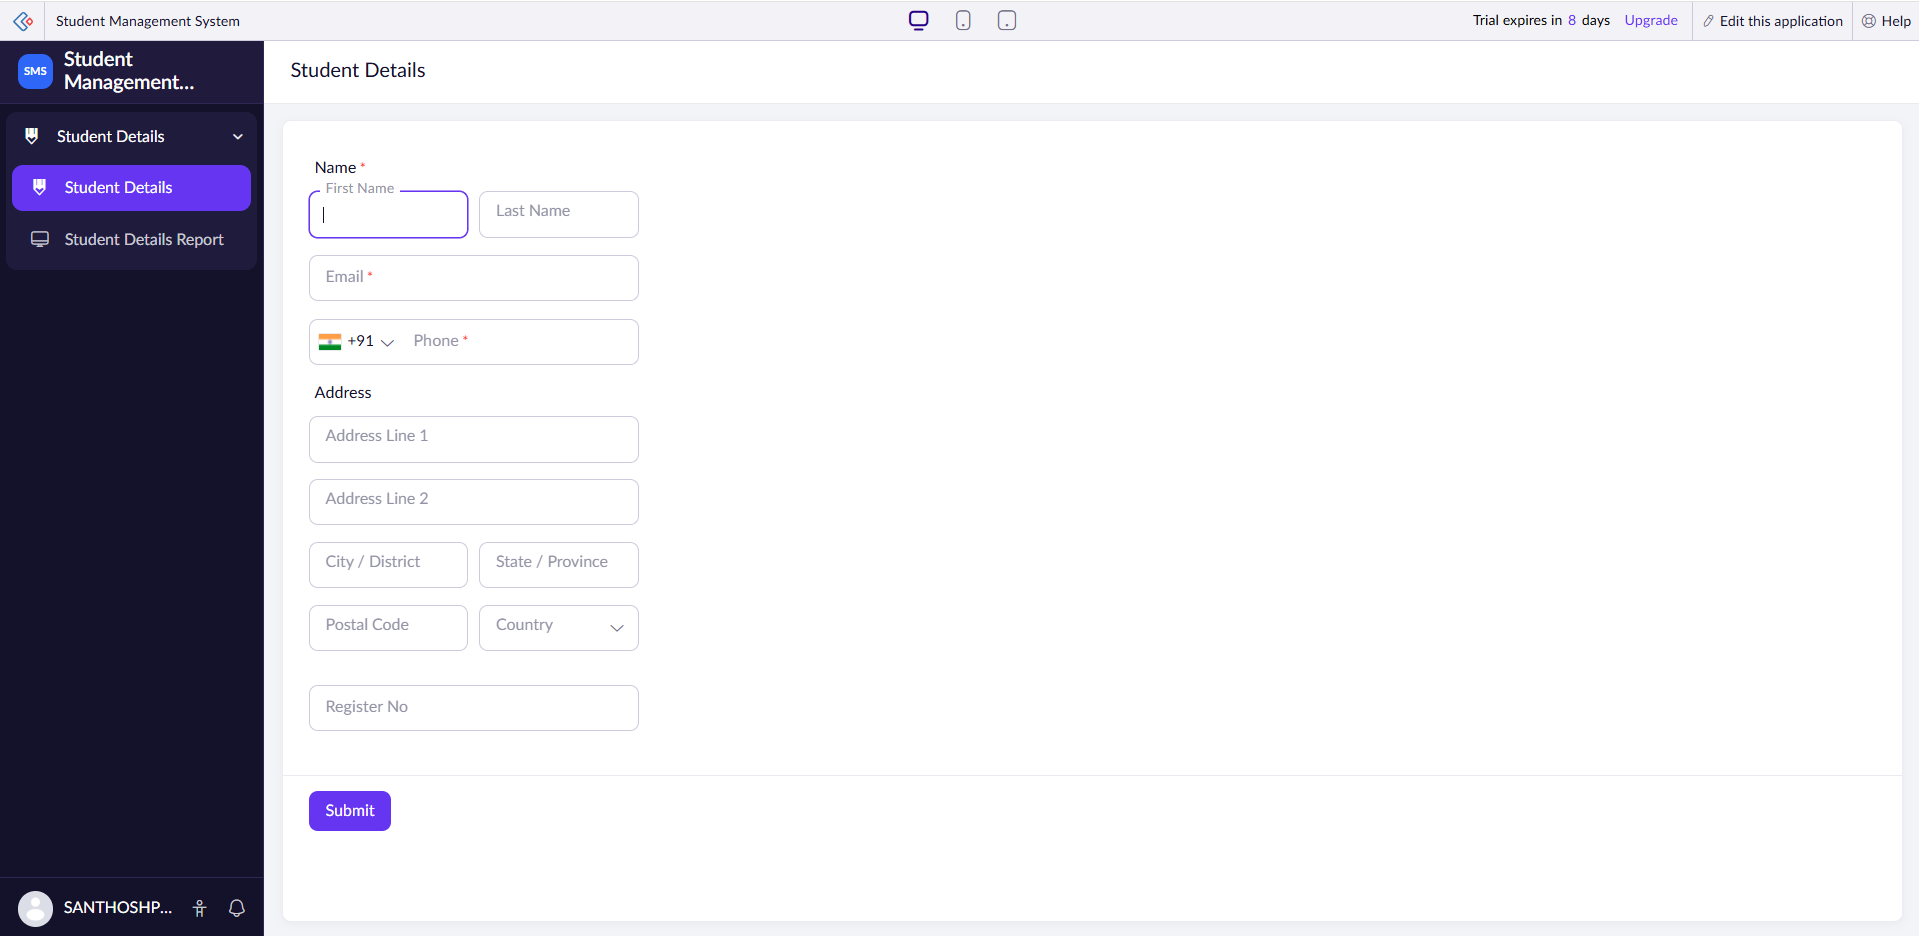 Student Management System
Trial expires in 8 days Upgrade
Edit this application
Help
SMS
Student
Management...
Student Details
Student Details
Student Details Report
SANTHOSHP...
Student Details
Name *
First Name
Last Name
Email *
+91 Phone *
Address
Address Line 1
Address Line 2
City / District
State / Province
Postal Code
Country
Register No
Submit